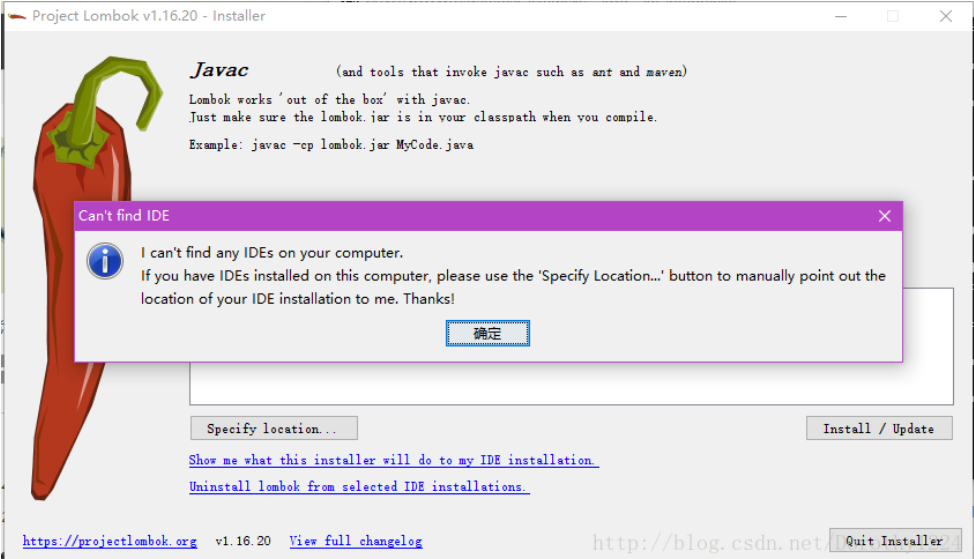 Project Lombok v1.16.20 - Installer
Javac (and tools that invoke javac such as ant and maven)
Lombok works 'out of the box' with javac.
Just make sure the lombok.jar is in your classpath when you compile.
Example: javac -cp lombok.jar MyCode.java
Can't find IDE
I can't find any IDEs on your computer.
If you have IDEs installed on this computer, please use the 'Specify Location...' button to manually point out the
location of your IDE installation to me. Thanks!
确定
Specify location... Install / Update
Show me what this installer will do to my IDE installation.
Uninstall lombok from selected IDE installations.
https://projectlombok.org v1.16.20 View full changelog Quit Installer
http://blog.csdn.net/